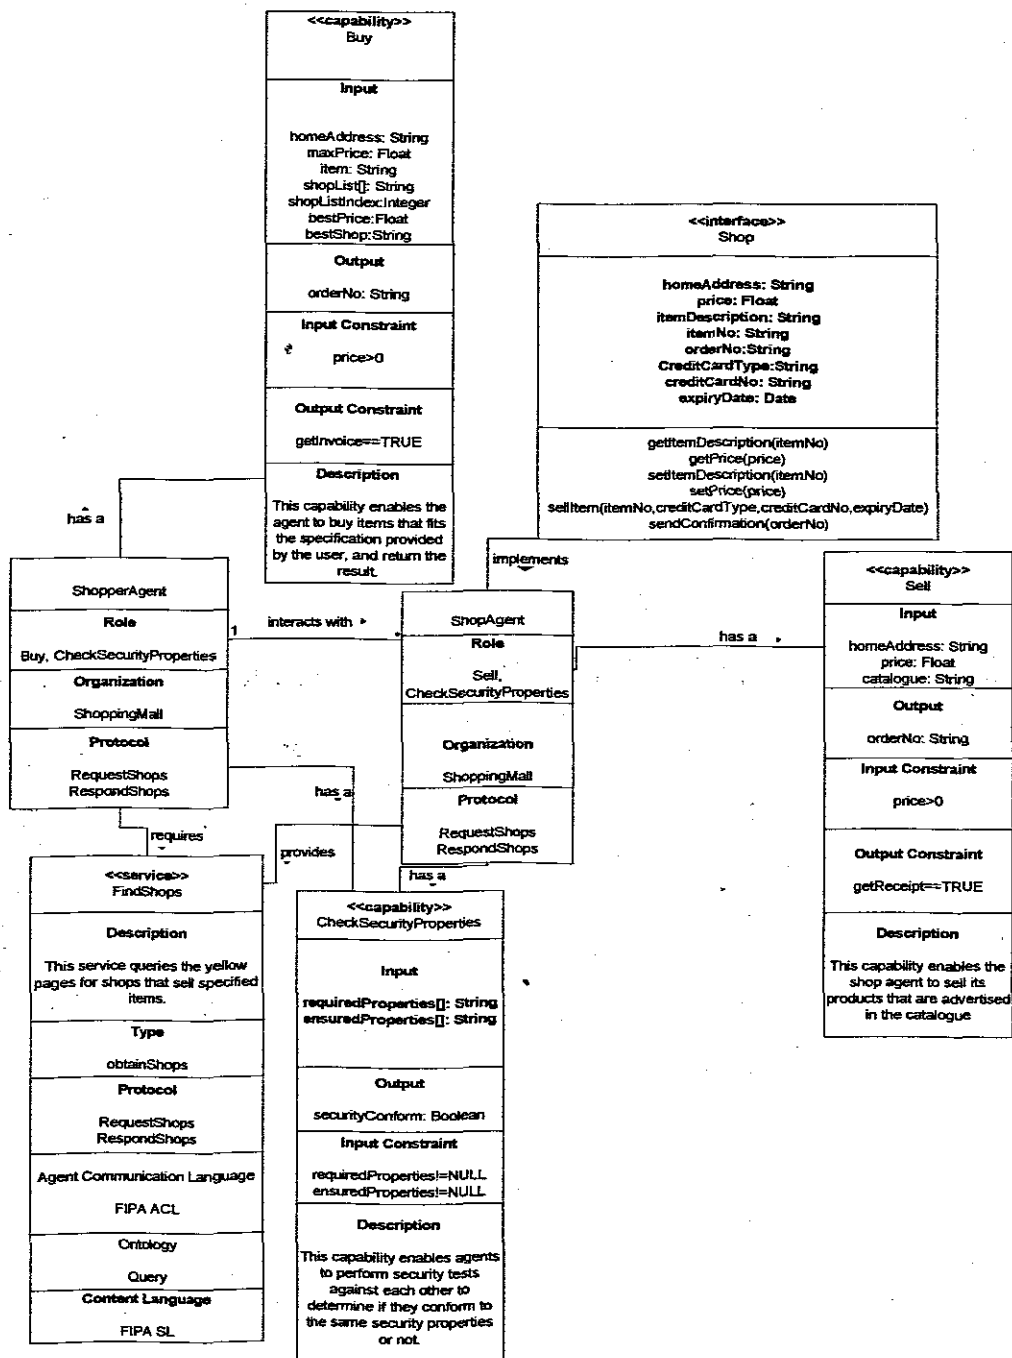 <<capability>>
Buy
Input
homeAddress: String
maxPrice: Float
item: String
shopList[]: String
shopListIndex:Integer
bestPrice:Float
bestShop:String
Output
orderNo: String
Input Constraint
price>0
Output Constraint
getInvoice==TRUE
Description
This capability enables the
agent to buy items that fits
the specification provided
by the user, and return the
result.
<<interface>>
Shop
homeAddress: String
price: Float
itemDescription: String
itemNo: String
orderNo:String
CreditCardType:String
creditCardNo: String
expiryDate: Date
getItemDescription(itemNo)
getPrice(price)
setItemDescription(itemNo)
setPrice(price)
sellItem(itemNo,creditCardType,creditCardNo,expiryDate)
sendConfirmation(orderNo)
has a
implements
ShopperAgent
Role
Buy, CheckSecurityProperties
Organization
ShoppingMall
Protocol
RequestShops
RespondShops
1
interacts with
ShopAgent
Role
Sell,
CheckSecurityProperties
Organization
ShoppingMall
Protocol
RequestShops
RespondShops
has a
<<capability>>
Sell
Input
homeAddress: String
price: Float
catalogue: String
Output
orderNo: String
Input Constraint
price>0
Output Constraint
getReceipt==TRUE
Description
This capability enables the
shop agent to sell its
products that are advertised
in the catalogue
has a
requires
provides
has a
<<service>>
FindShops
Description
This service queries the yellow
pages for shops that sell specified
items.
Type
obtainShops
Protocol
RequestShops
RespondShops
Agent Communication Language
FIPA ACL
Ontology
Query
Content Language
FIPA SL
<<capability>>
CheckSecurityProperties
Input
requiredProperties[]: String
ensuredProperties[]: String
Output
securityConform: Boolean
Input Constraint
requiredProperties!=NULL
ensuredProperties!=NULL
Description
This capability enables agents
to perform security tests
against each other to
determine if they conform to
the same security properties
or not.